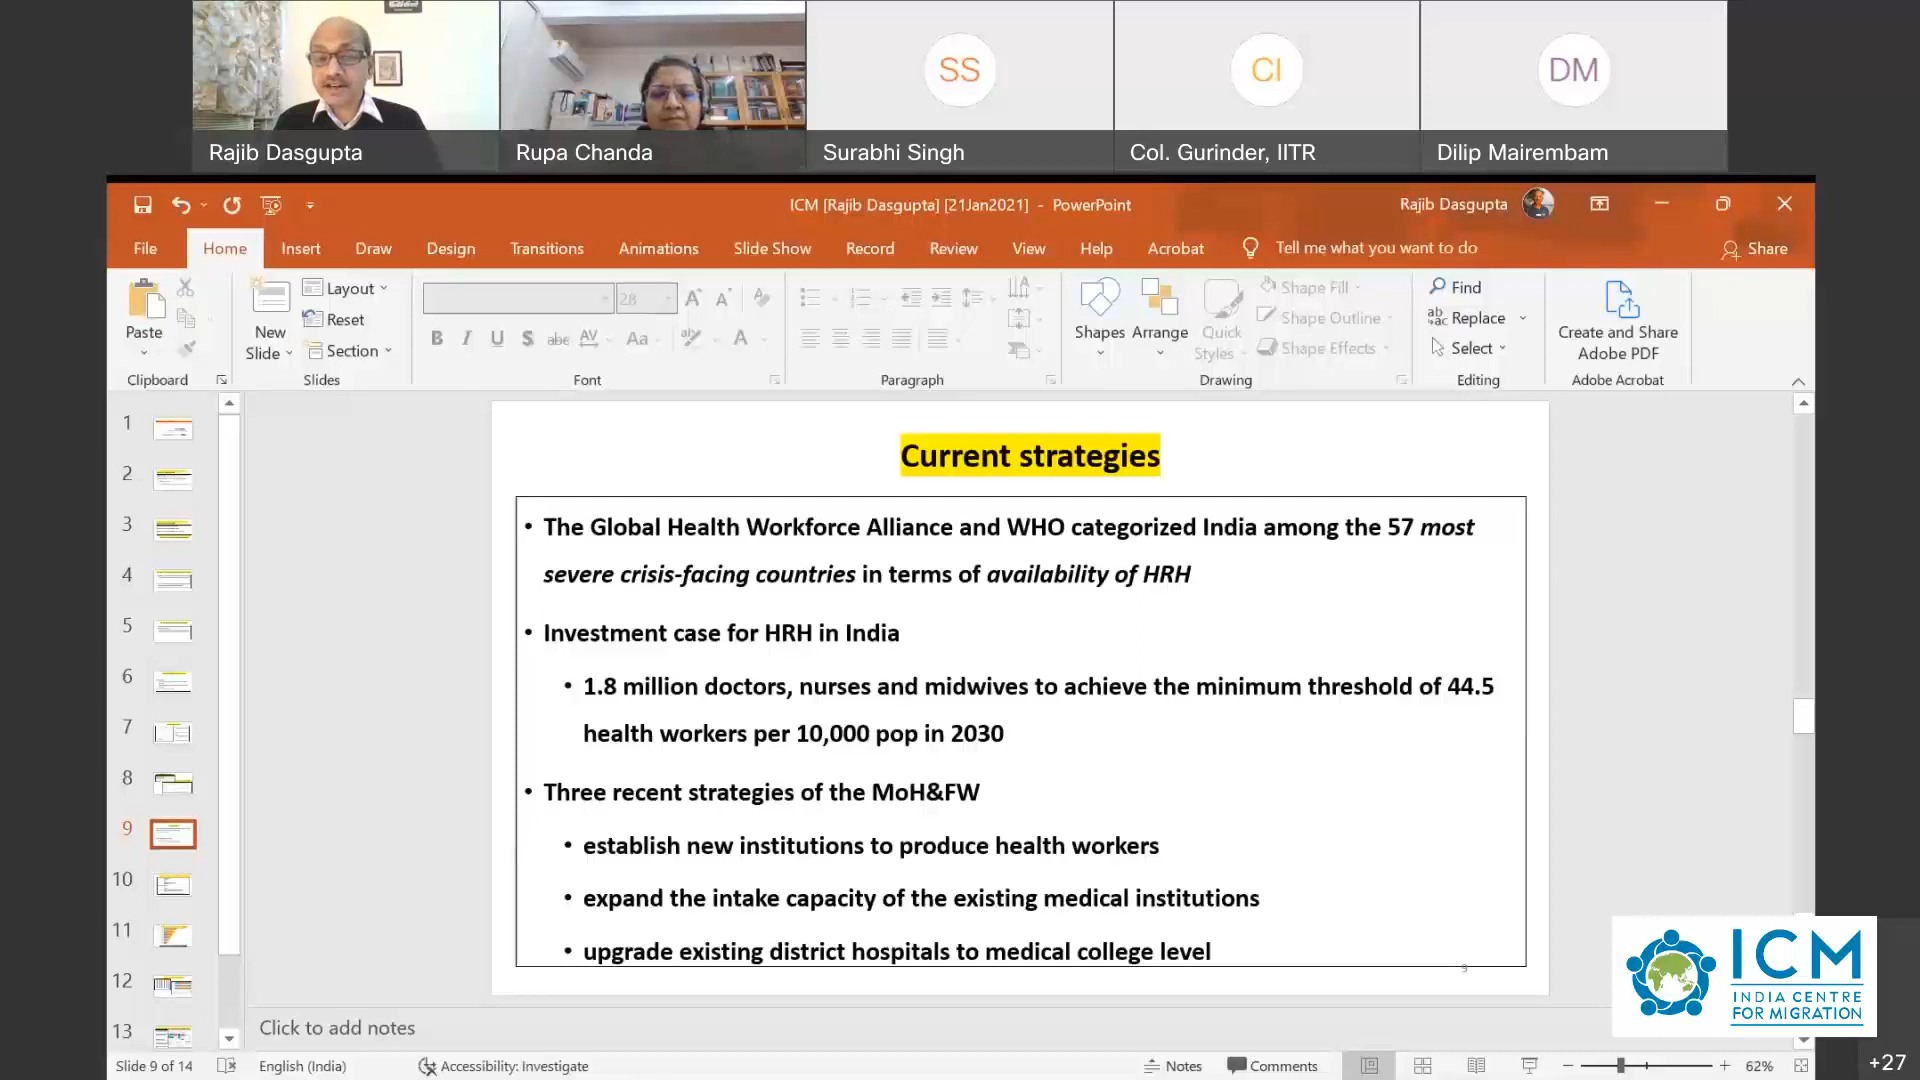 SS
CI
DM
Rajib Dasgupta
Rupa Chanda
Surabhi Singh
Col. Gurinder, IITR
Dilip Mairembam
ICM [Rajib Dasgupta] [21Jan2021] - PowerPoint
Rajib Dasgupta
File Home Insert Draw Design Transitions Animations Slide Show Record Review View Help Acrobat Tell me what you want to do Share
Paste
New Slide
Layout
Reset
Section
28
B I U S abc AV Aa A
Shapes
Arrange
Quick Styles
Shape Fill
Shape Outline
Shape Effects
Find
Replace
Select
Create and Share Adobe PDF
Clipboard Slides Font Paragraph Drawing Editing Adobe Acrobat
1
2
3
4
5
6
7
8
9
10
11
12
13
Current strategies
• The Global Health Workforce Alliance and WHO categorized India among the 57 most
severe crisis-facing countries in terms of availability of HRH
• Investment case for HRH in India
• 1.8 million doctors, nurses and midwives to achieve the minimum threshold of 44.5
health workers per 10,000 pop in 2030
• Three recent strategies of the MoH&FW
• establish new institutions to produce health workers
• expand the intake capacity of the existing medical institutions
• upgrade existing district hospitals to medical college level
9
ICM
INDIA CENTRE
FOR MIGRATION
Click to add notes
Slide 9 of 14 English (India) Accessibility: Investigate Notes Comments 62%
+27